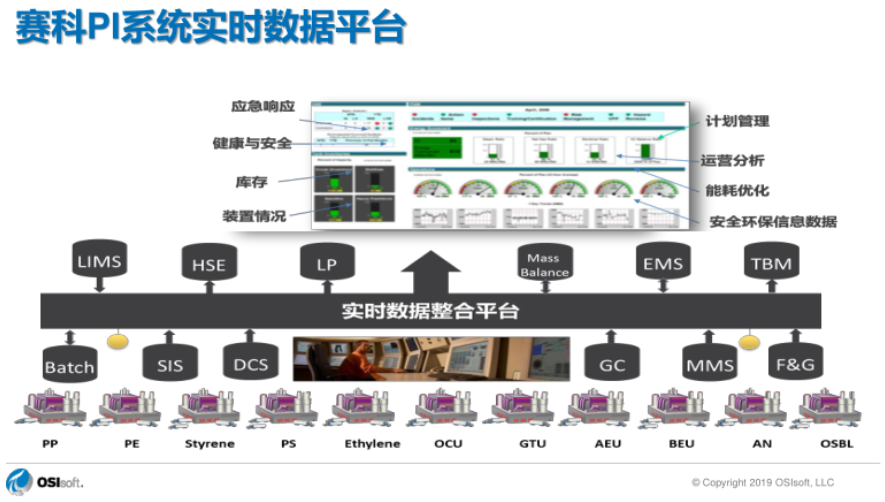 赛科PI系统实时数据平台
应急响应
健康与安全
库存
装置情况
April, 2008
计划管理
运营分析
能耗优化
安全环保信息数据
LIMS
HSE
LP
Mass
Balance
EMS
TBM
实时数据整合平台
Batch
SIS
DCS
GC
MMS
F&G
PP PE Styrene PS Ethylene OCU GTU AEU BEU AN OSBL
OSIsoft.
© Copyright 2019 OSIsoft, LLC